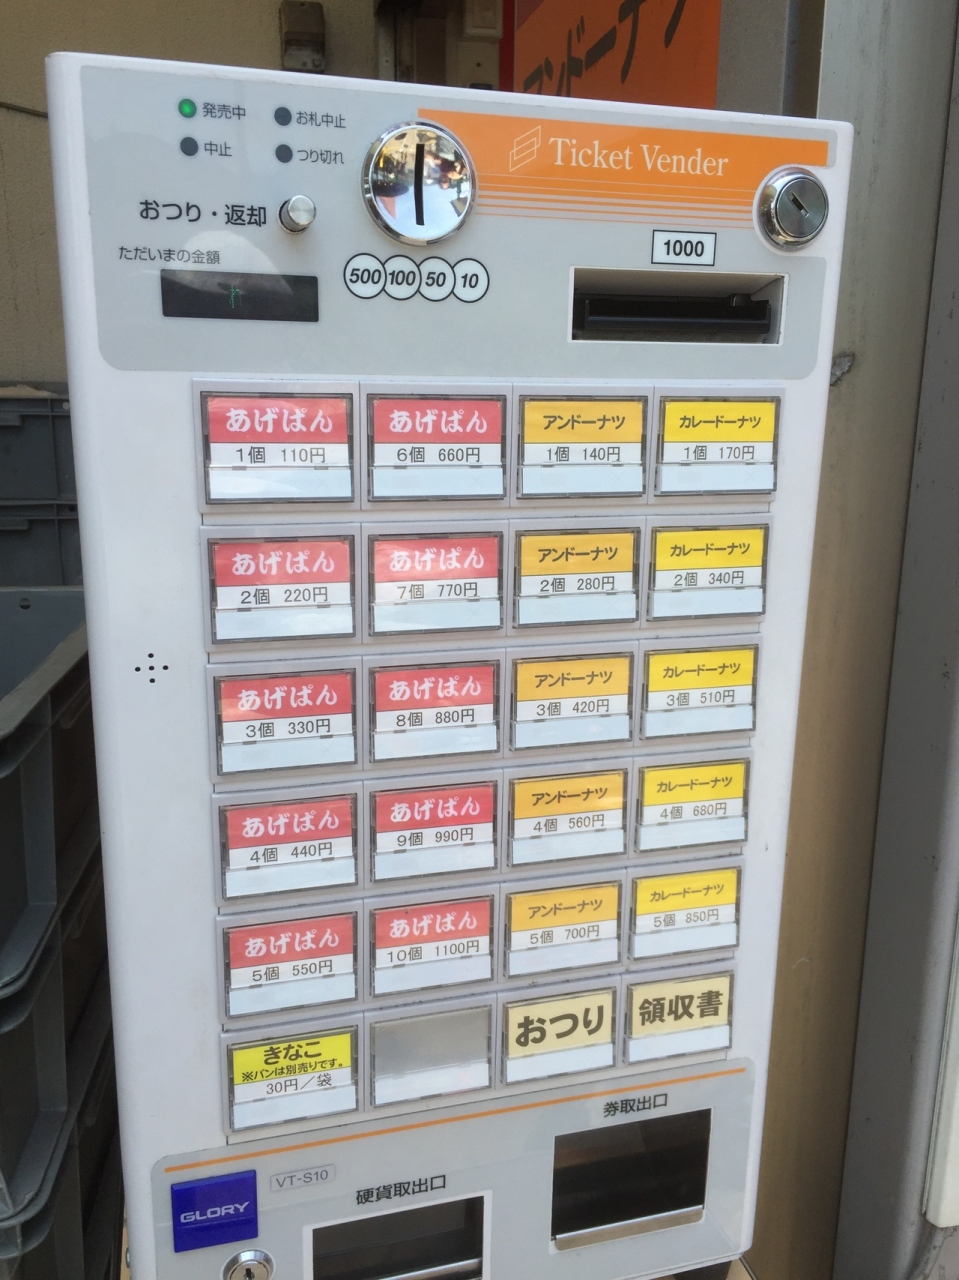 アンドーナツ
発売中
お札中止
中止
つり切れ
Ticket Vender
おつり・返却
ただいまの金額
500 100 50 10
1000
あげぱん
1個 110円
あげぱん
6個 660円
アンドーナツ
1個 140円
カレードーナツ
1個 170円
あげぱん
2個 220円
あげぱん
7個 770円
アンドーナツ
2個 280円
カレードーナツ
2個 340円
あげぱん
3個 330円
あげぱん
8個 880円
アンドーナツ
3個 420円
カレードーナツ
3個 510円
あげぱん
4個 440円
あげぱん
9個 990円
アンドーナツ
4個 560円
カレードーナツ
4個 680円
あげぱん
5個 550円
あげぱん
10個 1100円
アンドーナツ
5個 700円
カレードーナツ
5個 850円
きなこ
※パンは別売りです。
30円/袋
おつり
領収書
券取出口
VT-S10
硬貨取出口
GLORY